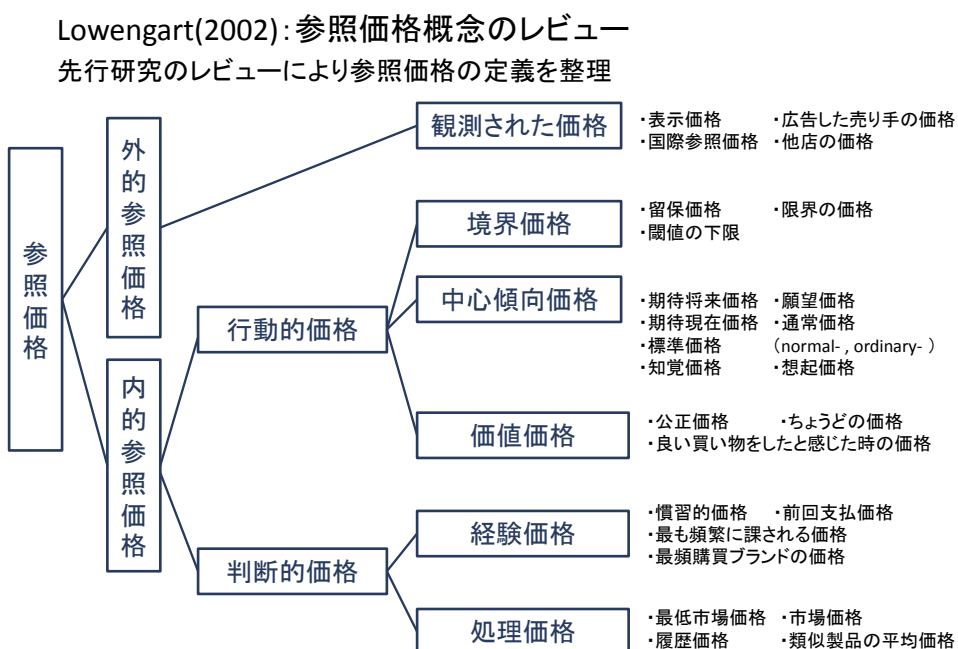 Lowengart(2002):参照価格概念のレビュー
先行研究のレビューにより参照価格の定義を整理
参照価格
外的参照価格
観測された価格
・表示価格 ・広告した売り手の価格
・国際参照価格 ・他店の価格
内的参照価格
行動的価格
境界価格
・留保価格 ・限界の価格
・閾値の下限
中心傾向価格
・期待将来価格 ・願望価格
・期待現在価格 ・通常価格
・標準価格 (normal- , ordinary- )
・知覚価格 ・想起価格
価値価格
・公正価格 ・ちょうどの価格
・良い買い物をしたと感じた時の価格
判断的価格
経験価格
・慣習的価格 ・前回支払価格
・最も頻繁に課される価格
・最頻購買ブランドの価格
処理価格
・最低市場価格 ・市場価格
・履歴価格 ・類似製品の平均価格